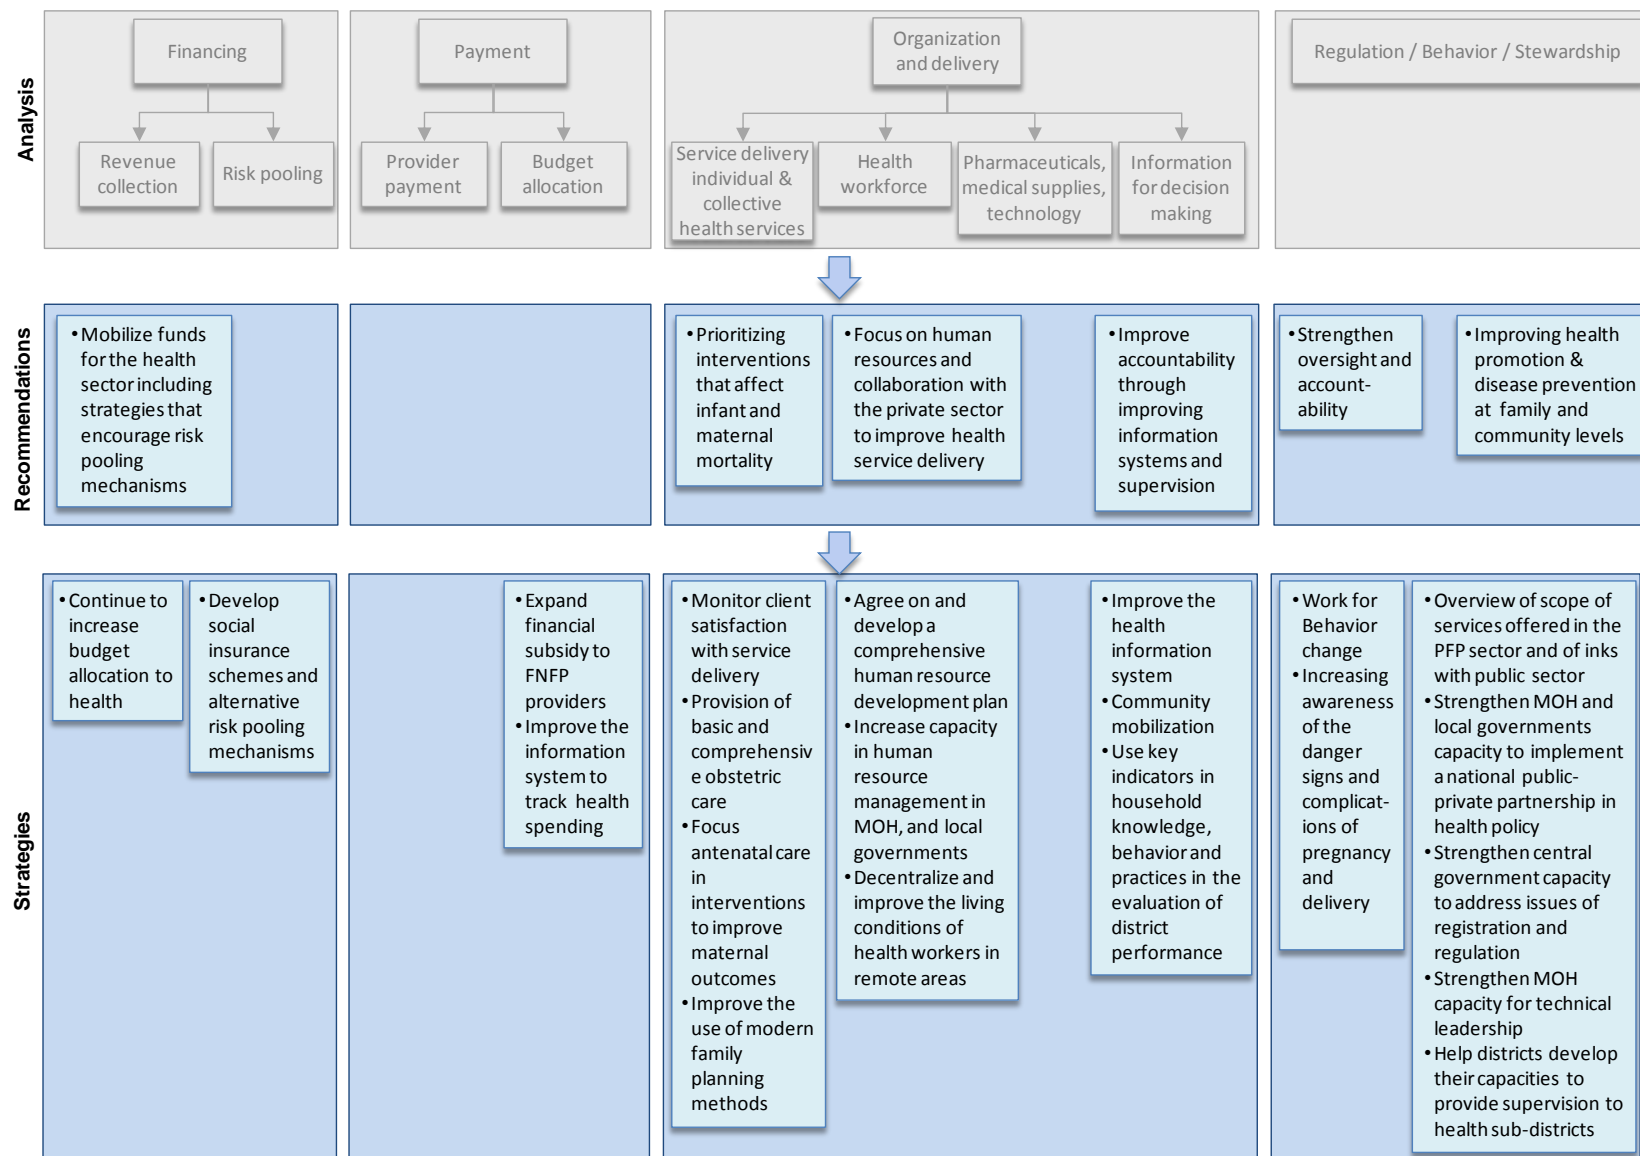 Analysis
Financing
Revenue
collection
Risk pooling
Payment
Provider
payment
Budget
allocation
Organization
and delivery
Service delivery
individual &
collective
health services
Health
workforce
Pharmaceuticals,
medical supplies,
technology
Information
for decision
making
Regulation / Behavior / Stewardship
Recommendations
• Mobilize funds
for the health
sector including
strategies that
encourage risk
pooling
mechanisms
• Prioritizing
interventions
that affect
infant and
maternal
mortality
• Focus on human
resources and
collaboration with
the private sector
to improve health
service delivery
• Improve
accountability
through
improving
information
systems and
supervision
• Strengthen
oversight and
account-
ability
• Improving health
promotion &
disease prevention
at family and
community levels
Strategies
• Continue to
increase
budget
allocation to
health
• Develop
social
insurance
schemes and
alternative
risk pooling
mechanisms
• Expand
financial
subsidy to
FNFP
providers
• Improve the
information
system to
track health
spending
• Monitor client
satisfaction
with service
delivery
• Provision of
basic and
comprehensiv
e obstetric
care
• Focus
antenatal care
in
interventions
to improve
maternal
outcomes
• Improve the
use of modern
family
planning
methods
• Agree on and
develop a
comprehensive
human resource
development plan
• Increase capacity
in human
resource
management in
MOH, and local
governments
• Decentralize and
improve the living
conditions of
health workers in
remote areas
• Improve the
health
information
system
• Community
mobilization
• Use key
indicators in
household
knowledge,
behavior and
practices in the
evaluation of
district
performance
• Work for
Behavior
change
• Increasing
awareness
of the
danger
signs and
complicat-
ions of
pregnancy
and
delivery
• Overview of scope of
services offered in the
PFP sector and of inks
with public sector
• Strengthen MOH and
local governments
capacity to implement
a national public-
private partnership in
health policy
• Strengthen central
government capacity
to address issues of
registration and
regulation
• Strengthen MOH
capacity for technical
leadership
• Help districts develop
their capacities to
provide supervision to
health sub-districts